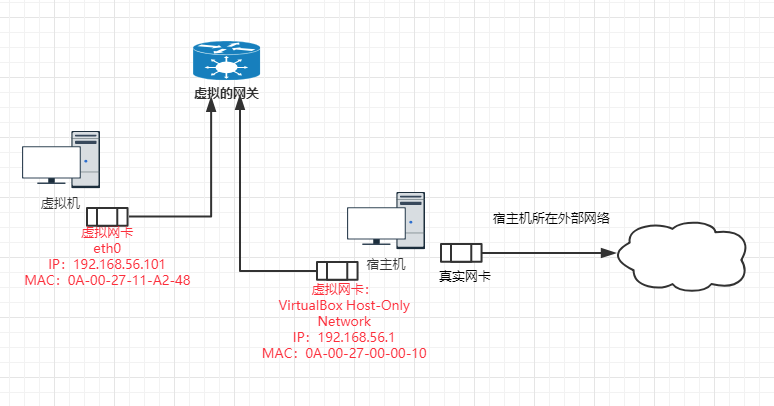 虚拟的网关
虚拟机
虚拟网卡
eth0
IP：192.168.56.101
MAC：0A-00-27-11-A2-48
宿主机
虚拟网卡：
VirtualBox Host-Only
Network
IP：192.168.56.1
MAC：0A-00-27-00-00-10
真实网卡
宿主机所在外部网络